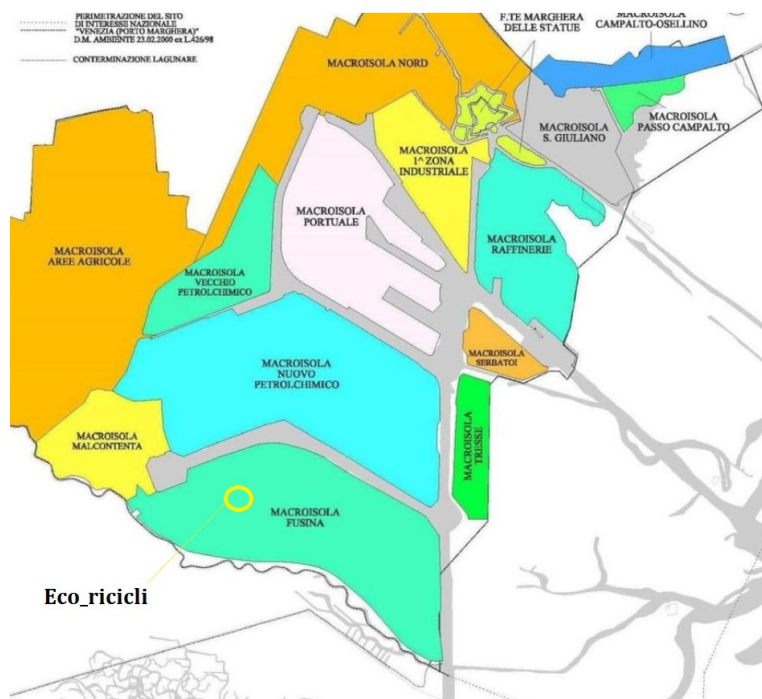 PERIMETRAZIONE DEL SITO
DI INTERESSE NAZIONALE
"VENEZIA (PORTO MARGHERA)"
D.M. AMBIENTE 23.02.2000 ex L.426/98
CONTERMINAZIONE LAGUNARE
F.TE MARGHERA
DELLE STATUE
MACROISOLA
CAMPALTO-OSELLINO
MACROISOLA NORD
MACROISOLA
PASSO CAMPALTO
MACROISOLA
S. GIULIANO
MACROISOLA
1^ ZONA
INDUSTRIALE
MACROISOLA
PORTUALE
MACROISOLA
RAFFINERIE
MACROISOLA
AREE AGRICOLE
MACROISOLA
VECCHIO
PETROLCHIMICO
MACROISOLA
SERBATOI
MACROISOLA
NUOVO
PETROLCHIMICO
MACROISOLA
TRESSE
MACROISOLA
MALCONTENTA
MACROISOLA
FUSINA
Eco_ricicli